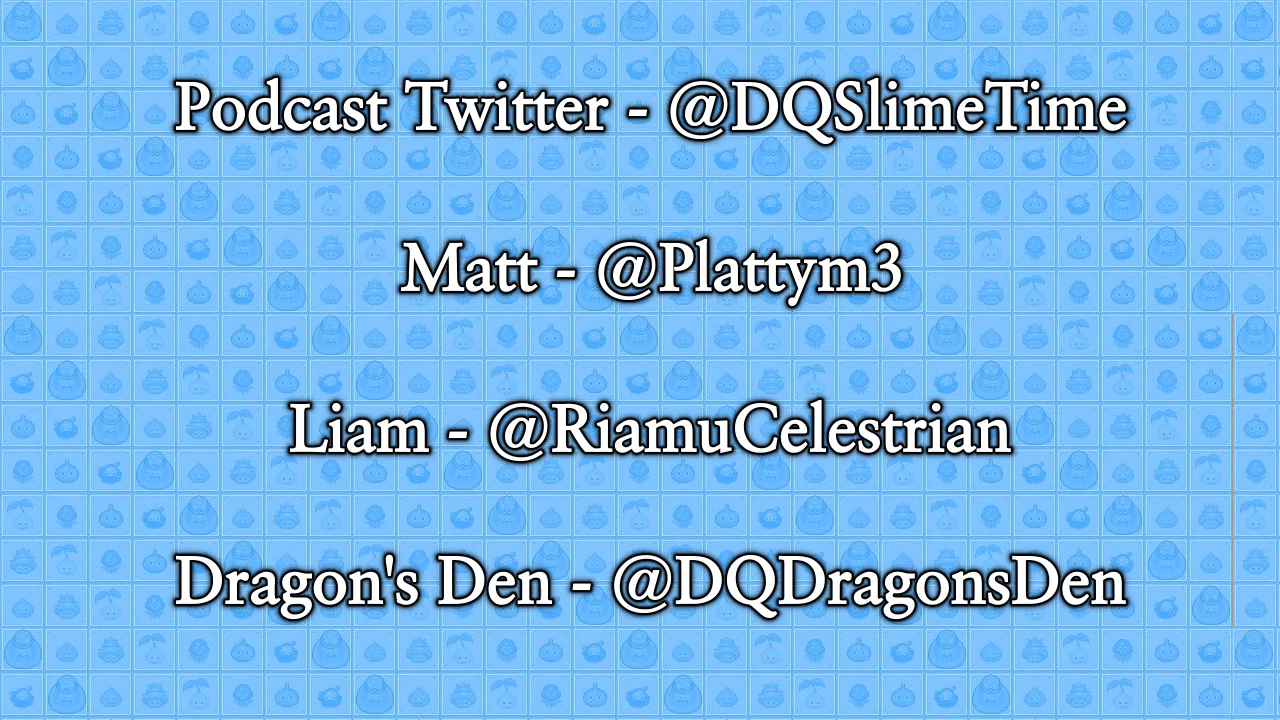 Podcast Twitter - @DQSlimeTime
Matt - @Plattym3
Liam - @RiamuCelestrian
Dragon's Den - @DQDragonsDen